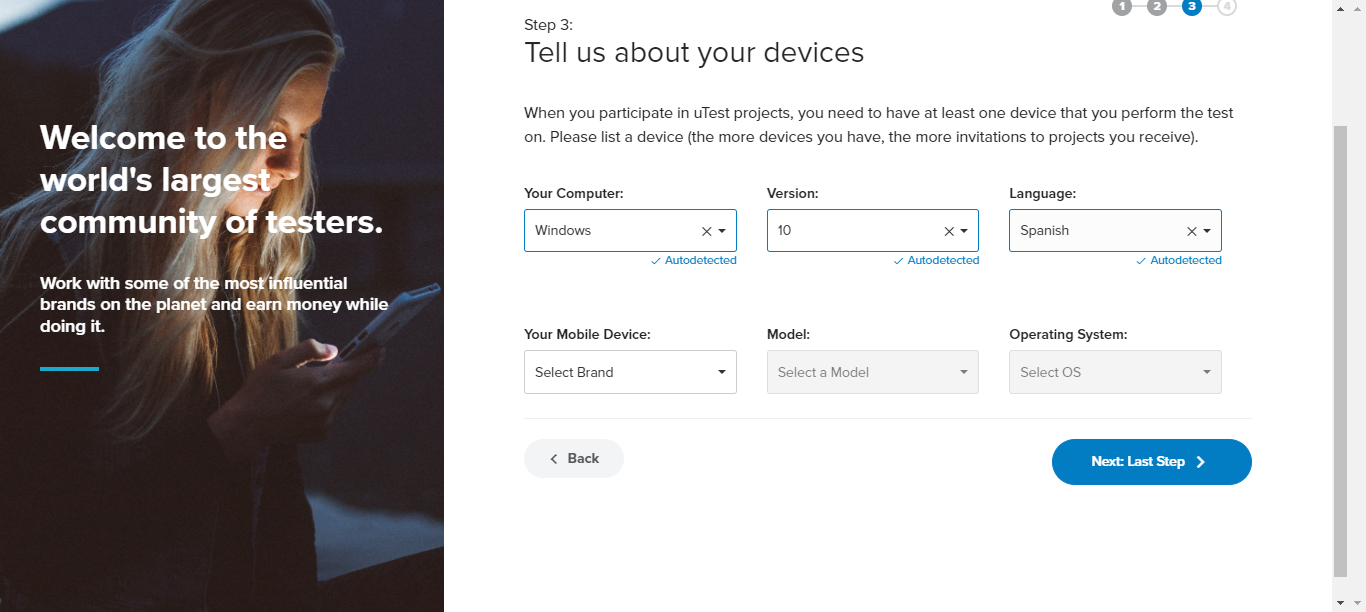 1 2 3 4
Step 3:
Tell us about your devices
Welcome to the
world's largest
community of testers.
Work with some of the most influential
brands on the planet and earn money while
doing it.
When you participate in uTest projects, you need to have at least one device that you perform the test
on. Please list a device (the more devices you have, the more invitations to projects you receive).
Your Computer: Version: Language:
Windows 10 Spanish
Autodetected Autodetected Autodetected
Your Mobile Device: Model: Operating System:
Select Brand Select a Model Select OS
Back Next: Last Step